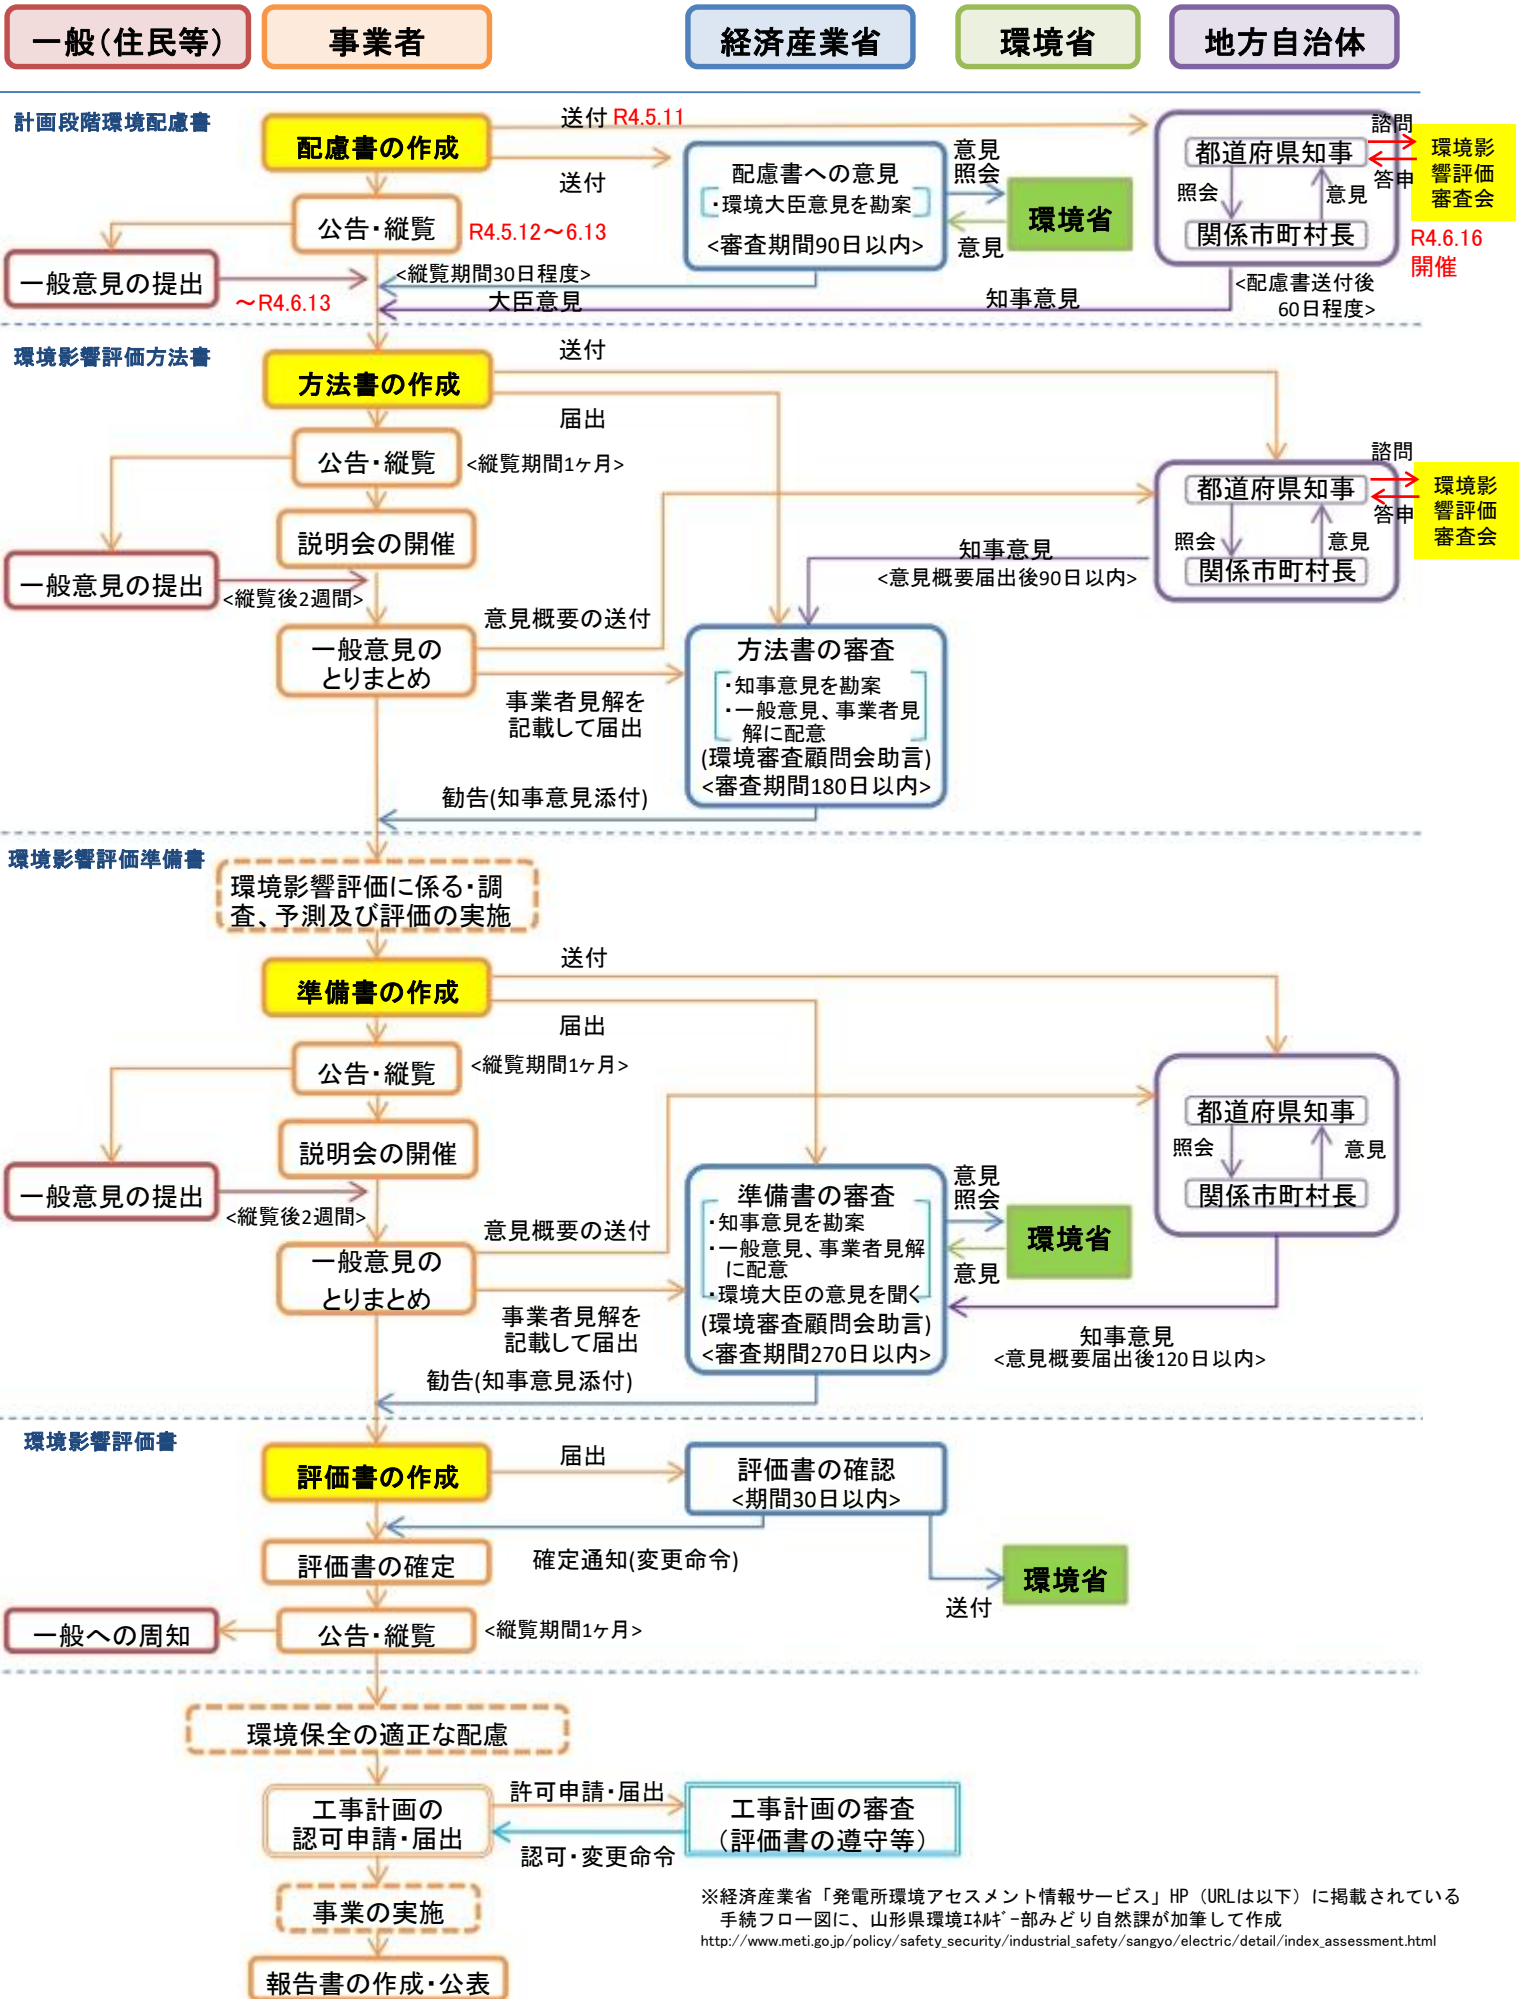 一般(住民等)
事業者
経済産業省
環境省
地方自治体
計画段階環境配慮書
配慮書の作成
送付 R4.5.11
送付
公告・縦覧
R4.5.12～6.13
<縦覧期間30日程度>
一般意見の提出
～R4.6.13
配慮書への意見
・環境大臣意見を勘案
<審査期間90日以内>
意見
照会
環境省
意見
都道府県知事
照会
意見
関係市町村長
諮問
答申
環境影
響評価
審査会
R4.6.16
開催
<配慮書送付後
60日程度>
大臣意見
知事意見
環境影響評価方法書
方法書の作成
送付
届出
公告・縦覧
<縦覧期間1ヶ月>
説明会の開催
一般意見の提出
<縦覧後2週間>
一般意見の
とりまとめ
意見概要の送付
事業者見解を
記載して届出
都道府県知事
照会
意見
関係市町村長
諮問
答申
環境影
響評価
審査会
知事意見
<意見概要届出後90日以内>
方法書の審査
・知事意見を勘案
・一般意見、事業者見
解に配意
(環境審査顧問会助言)
<審査期間180日以内>
勧告(知事意見添付)
環境影響評価準備書
環境影響評価に係る・調
査、予測及び評価の実施
準備書の作成
送付
届出
公告・縦覧
<縦覧期間1ヶ月>
説明会の開催
一般意見の提出
<縦覧後2週間>
一般意見の
とりまとめ
意見概要の送付
事業者見解を
記載して届出
準備書の審査
・知事意見を勘案
・一般意見、事業者見解
に配意
・環境大臣の意見を聞く
(環境審査顧問会助言)
<審査期間270日以内>
意見
照会
環境省
意見
都道府県知事
照会
意見
関係市町村長
知事意見
<意見概要届出後120日以内>
勧告(知事意見添付)
環境影響評価書
評価書の作成
届出
評価書の確認
<期間30日以内>
確定通知(変更命令)
評価書の確定
環境省
送付
一般への周知
公告・縦覧
<縦覧期間1ヶ月>
環境保全の適正な配慮
工事計画の
認可申請・届出
許可申請・届出
認可・変更命令
工事計画の審査
(評価書の遵守等)
事業の実施
報告書の作成・公表
※経済産業省「発電所環境アセスメント情報サービス」HP（URLは以下）に掲載されている
手続フロー図に、山形県環境ｴﾈﾙｷﾞｰ部みどり自然課が加筆して作成
http://www.meti.go.jp/policy/safety_security/industrial_safety/sangyo/electric/detail/index_assessment.html